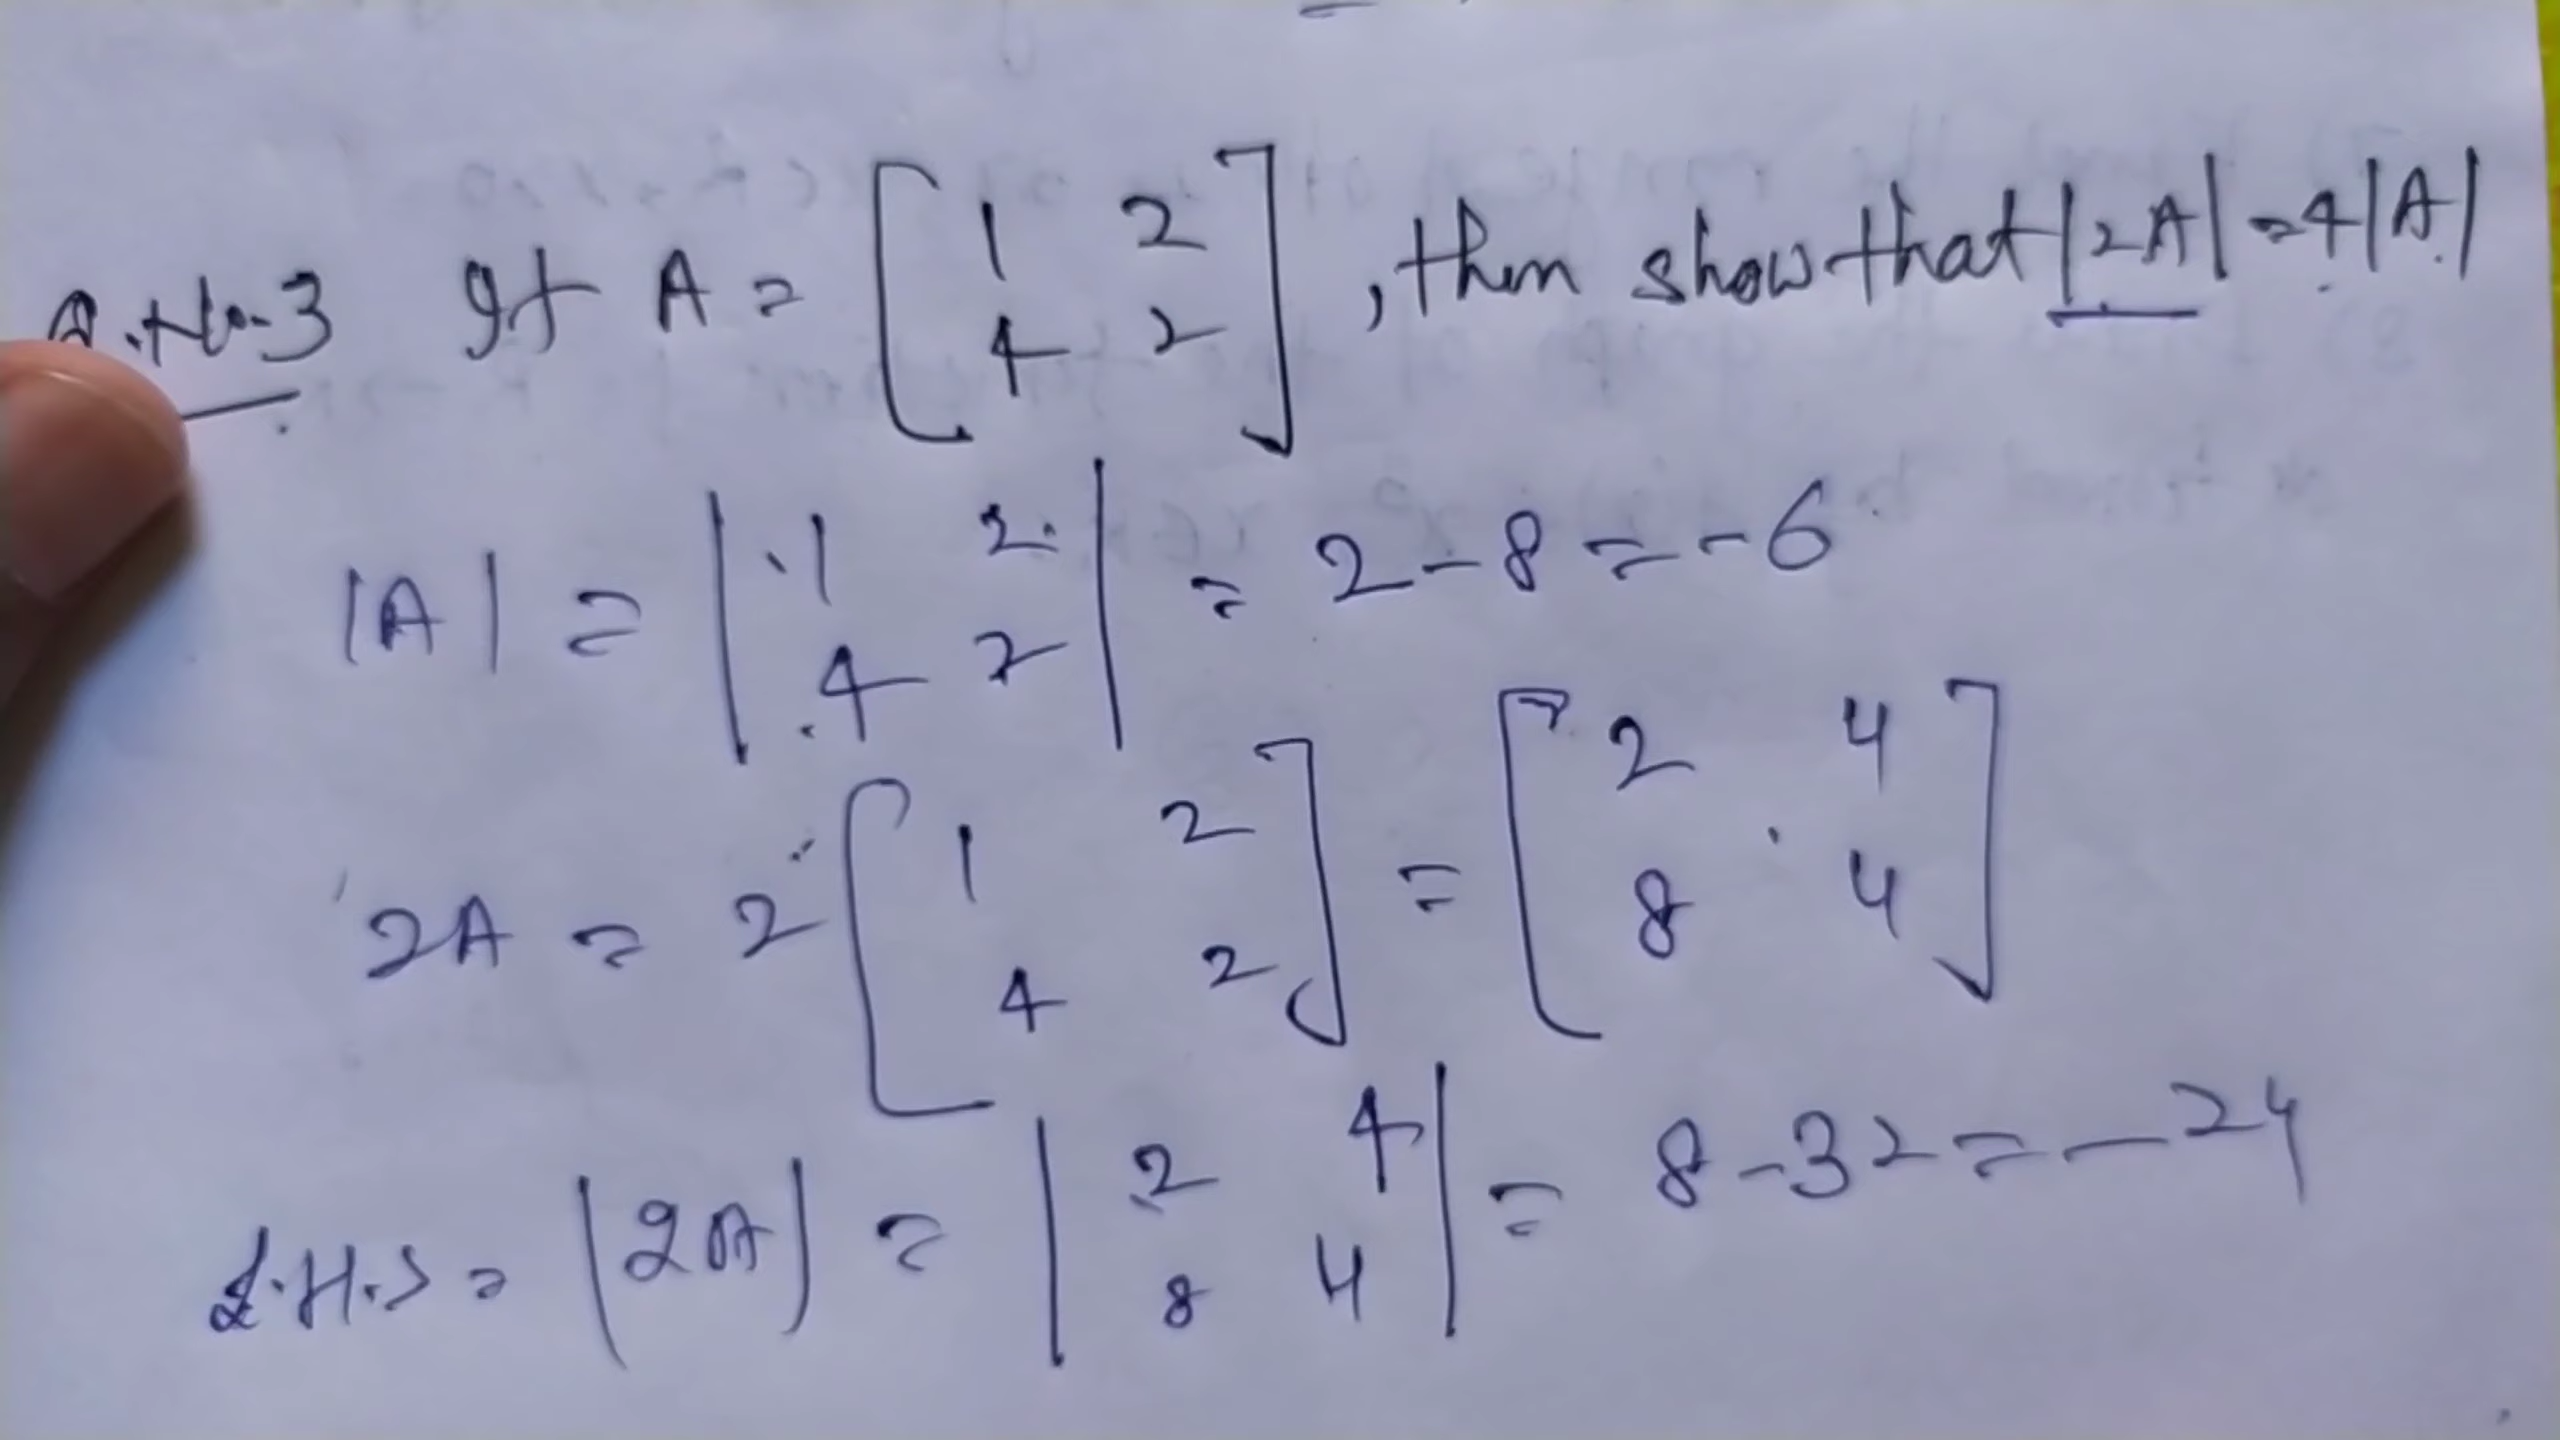 Q.No.3 If A = [1 2 4 2], then show that |2A| = 4|A|
|A| = |1 2 4 2| = 2 - 8 = -6
2A = 2 [1 2 4 2] = [2 4 8 4]
L.H.S = |2A| = |2 4 8 4| = 8 - 32 = -24